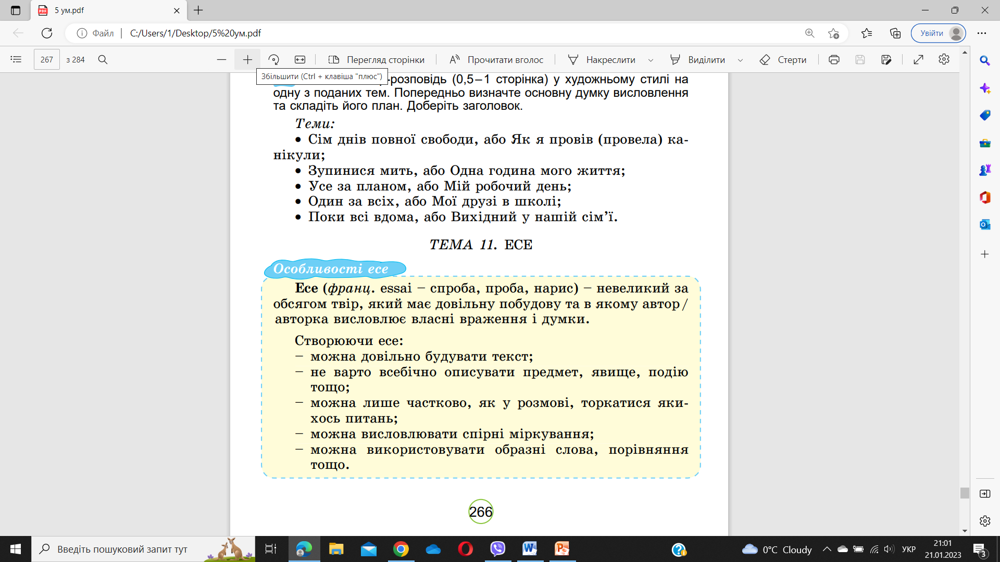 5 ум.pdf
Файл
C:/Users/1/Desktop/5%20ум.pdf
Увійти
267
з 284
Перегляд сторінки
Прочитати вголос
Накреслити
Виділити
Стерти
Збільшити (Ctrl + клавіша "плюс")
р-розповідь (0,5–1 сторінка) у художньому стилі на
одну з поданих тем. Попередньо визначте основну думку висловлення
та складіть його план. Доберіть заголовок.
Теми:
• Сім днів повної свободи, або Як я провів (провела) ка-
нікули;
• Зупинися мить, або Одна година мого життя;
• Усе за планом, або Мій робочий день;
• Один за всіх, або Мої друзі в школі;
• Поки всі вдома, або Вихідний у нашій сім’ї.
ТЕМА 11. ЕСЕ
Особливості есе
Есе (франц. essai – спроба, проба, нарис) – невеликий за
обсягом твір, який має довільну побудову та в якому автор/
авторка висловлює власні враження і думки.
Створюючи есе:
– можна довільно будувати текст;
– не варто всебічно описувати предмет, явище, подію
тощо;
– можна лише частково, як у розмові, торкатися яки-
хось питань;
– можна висловлювати спірні міркування;
– можна використовувати образні слова, порівняння
тощо.
266
Введіть пошуковий запит тут
0°C Cloudy
УКР
21:01
21.01.2023
3